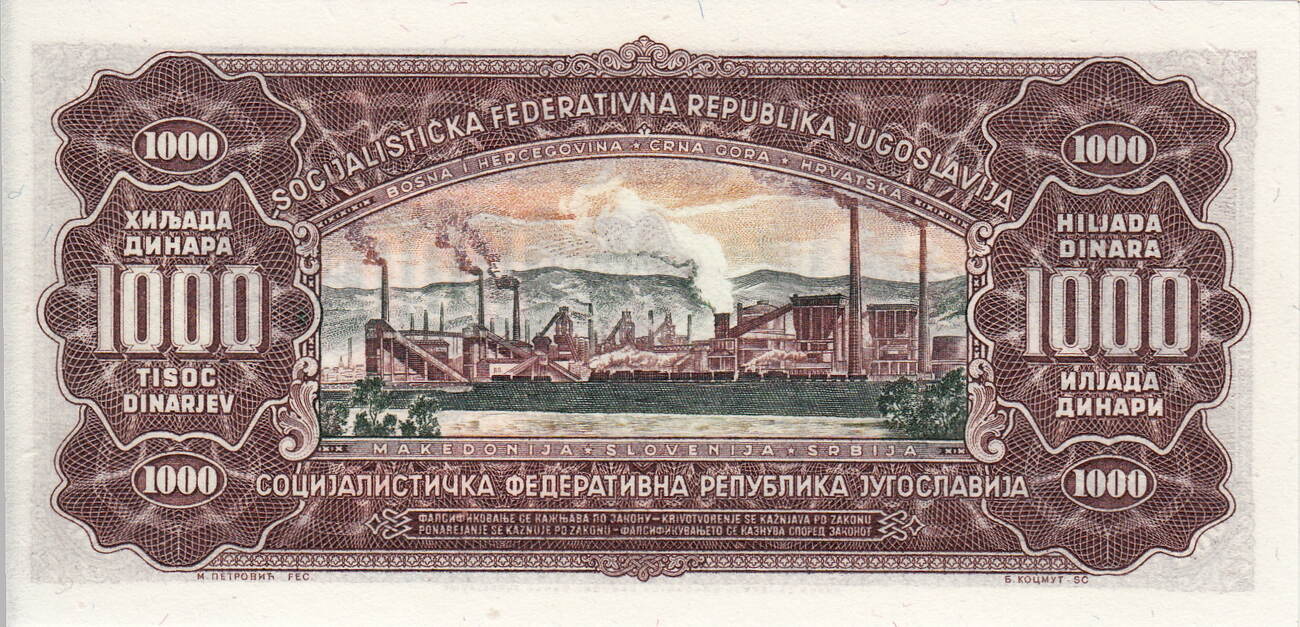 SOCIJALISTIČKA FEDERATIVNA REPUBLIKA JUGOSLAVIJA
BOSNA I HERCEGOVINA ★ CRNA GORA ★ HRVATSKA
1000
1000
ХИЉАДА
ДИНАРА
1000
TISOČ
DINARJEV
HILJADA
DINARA
1000
ИЛЈАДА
ДИНАРИ
MAKEDONIJA ★ SLOVENIJA ★ SRBIJA
1000
СОЦИЈАЛИСТИЧКА ФЕДЕРАТИВНА РЕПУБЛИКА ЈУГОСЛАВИЈА
1000
ФАЛСИФИКОВАЊЕ СЕ КАЖЊАВА ПО ЗАКОНУ – KRIVOTVORENJE SE KAŽNJAVA PO ZAKONU
PONAREJANJE SE KAZNUJE PO ZAKONU – ФАЛСИФИКУВАЊЕТО СЕ КАЗНУВА СПОРЕД ЗАКОНОТ
М. ПЕТРОВИЋ FEC.
Б. КОЦМУТ - SC